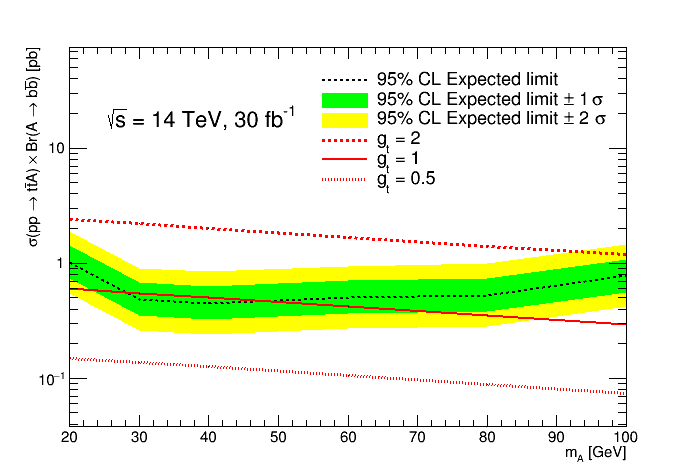 σ(pp → tt̄A) × Br(A → bb̄) [pb]
95% CL Expected limit
95% CL Expected limit ± 1 σ
95% CL Expected limit ± 2 σ
g_t = 2
g_t = 1
g_t = 0.5
√s = 14 TeV, 30 fb⁻¹
10
1
10⁻¹
20 30 40 50 60 70 80 90 100
m_A [GeV]